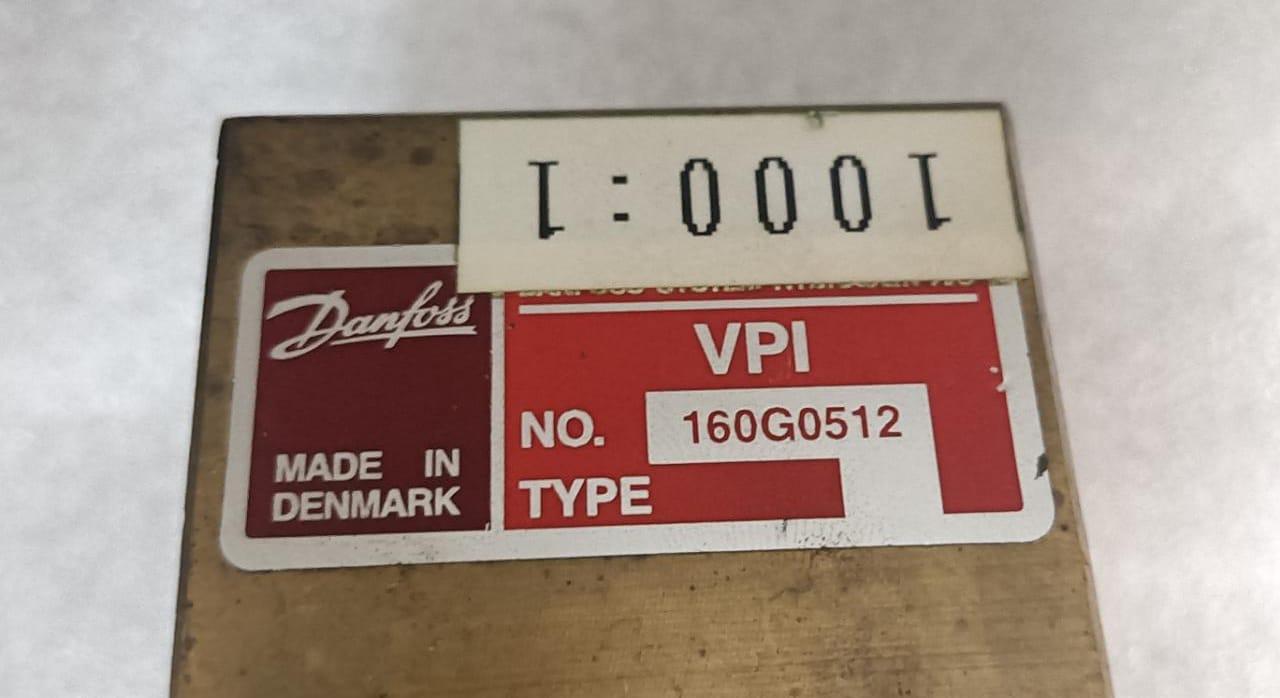 1000:1
Danfoss
MADE IN
DENMARK
VPI
NO. 160G0512
TYPE